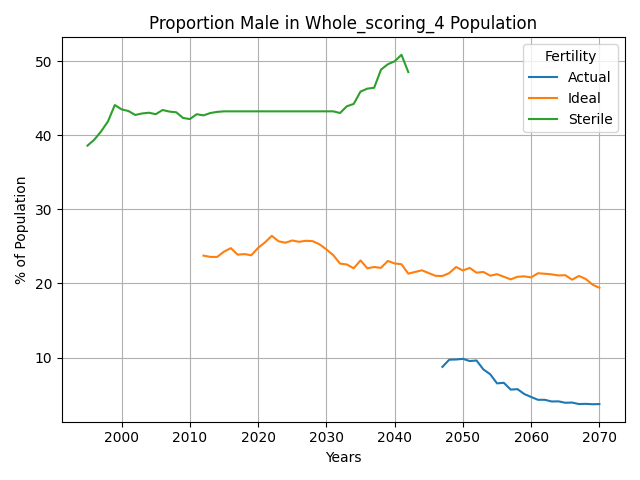 Proportion Male in Whole_scoring_4 Population
Fertility
Actual
Ideal
Sterile
% of Population
50
40
30
20
10
2000 2010 2020 2030 2040 2050 2060 2070
Years